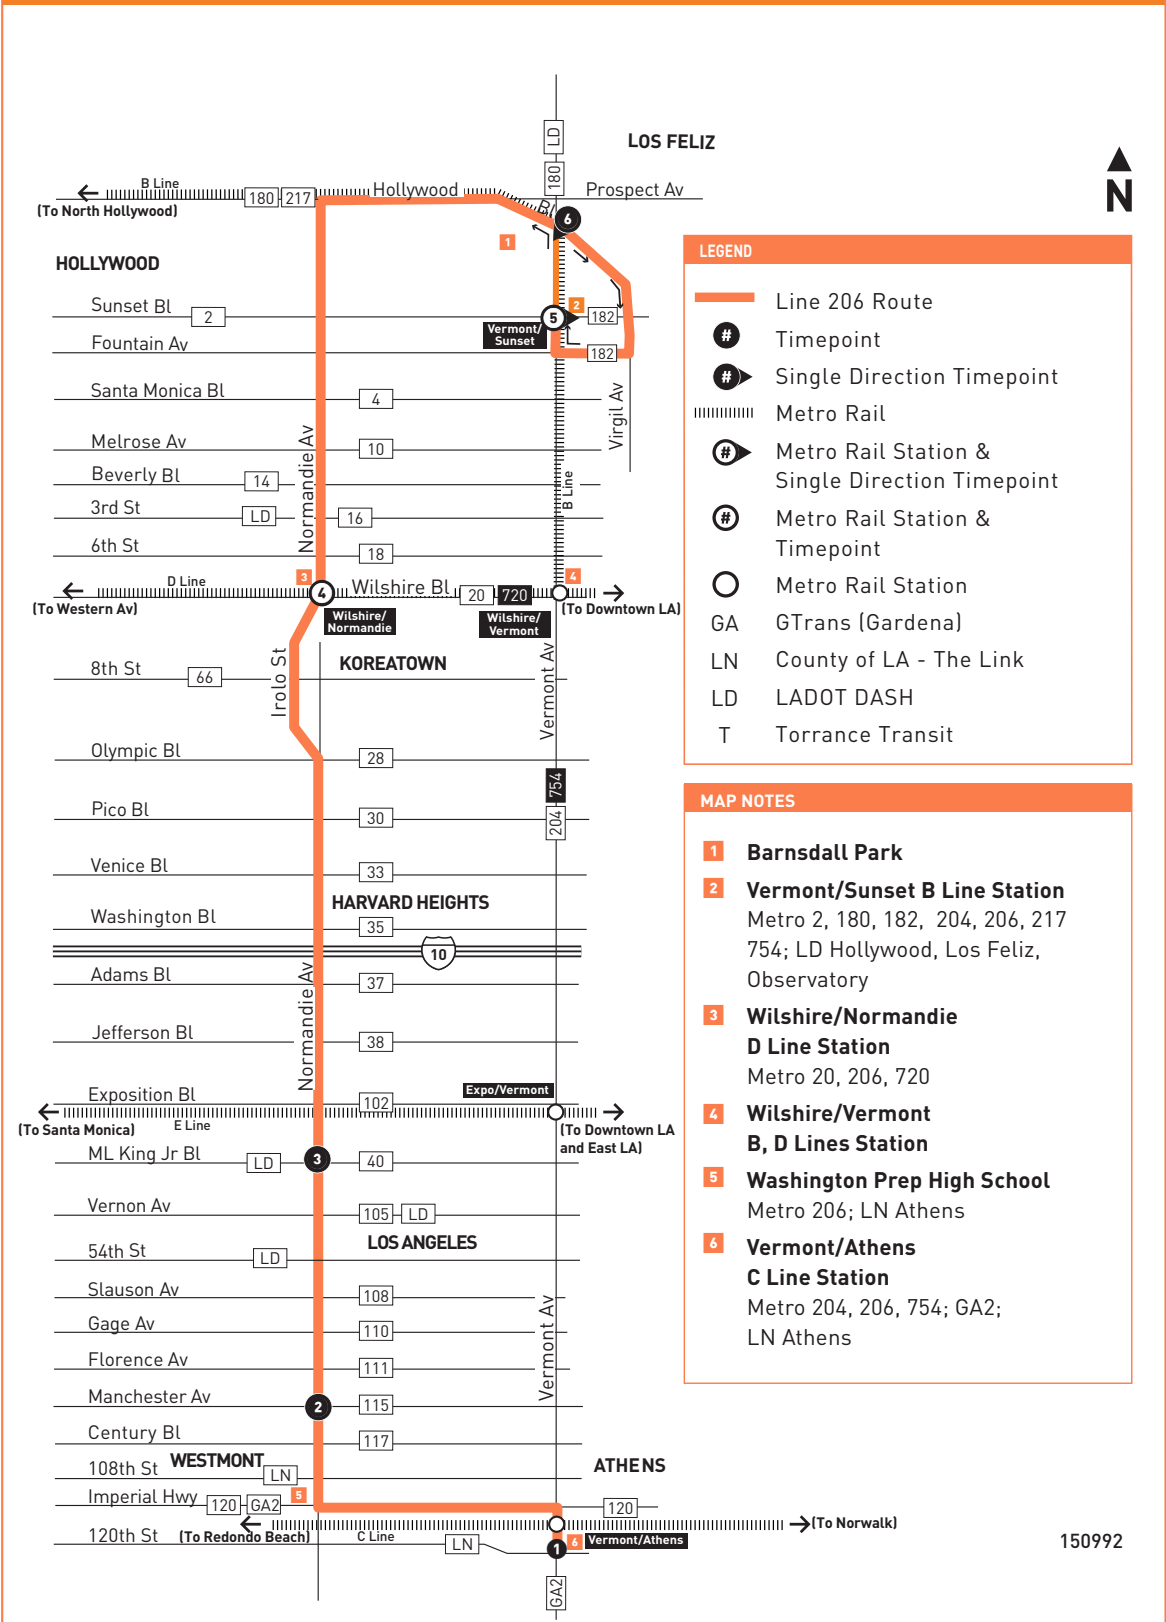 LD
LOS FELIZ
180
B Line
180
217
Hollywood
Bl
Prospect Av
(To North Hollywood)
6
N
1
HOLLYWOOD
Sunset Bl
2
Vermont/
Sunset
5
2
182
Fountain Av
182
Santa Monica Bl
4
Virgil Av
Normandie Av
Melrose Av
10
Beverly Bl
14
B Line
3rd St
LD
16
6th St
18
D Line
3
4
Wilshire Bl
20
720
4
(To Western Av)
Wilshire/
Normandie
Wilshire/
Vermont
(To Downtown LA)
KOREATOWN
8th St
66
Irolo St
Vermont Av
Olympic Bl
28
754
Pico Bl
30
204
Venice Bl
33
HARVARD HEIGHTS
Washington Bl
35
10
Adams Bl
37
Normandie Av
Jefferson Bl
38
Exposition Bl
102
Expo/Vermont
(To Santa Monica)
E Line
(To Downtown LA
and East LA)
ML King Jr Bl
LD
3
40
Vernon Av
105
LD
LOS ANGELES
54th St
LD
Slauson Av
108
Vermont Av
Gage Av
110
Florence Av
111
Manchester Av
2
115
Century Bl
117
WESTMONT
ATHENS
108th St
LN
Imperial Hwy
120
GA2
5
120
(To Norwalk)
120th St
(To Redondo Beach)
C Line
LN
1
6
Vermont/Athens
GA2
LEGEND
Line 206 Route
# Timepoint
# Single Direction Timepoint
Metro Rail
# Metro Rail Station &
Single Direction Timepoint
# Metro Rail Station &
Timepoint
Metro Rail Station
GA GTrans (Gardena)
LN County of LA - The Link
LD LADOT DASH
T Torrance Transit
MAP NOTES
1 Barnsdall Park
2 Vermont/Sunset B Line Station
Metro 2, 180, 182, 204, 206, 217
754; LD Hollywood, Los Feliz,
Observatory
3 Wilshire/Normandie
D Line Station
Metro 20, 206, 720
4 Wilshire/Vermont
B, D Lines Station
5 Washington Prep High School
Metro 206; LN Athens
6 Vermont/Athens
C Line Station
Metro 204, 206, 754; GA2;
LN Athens
150992